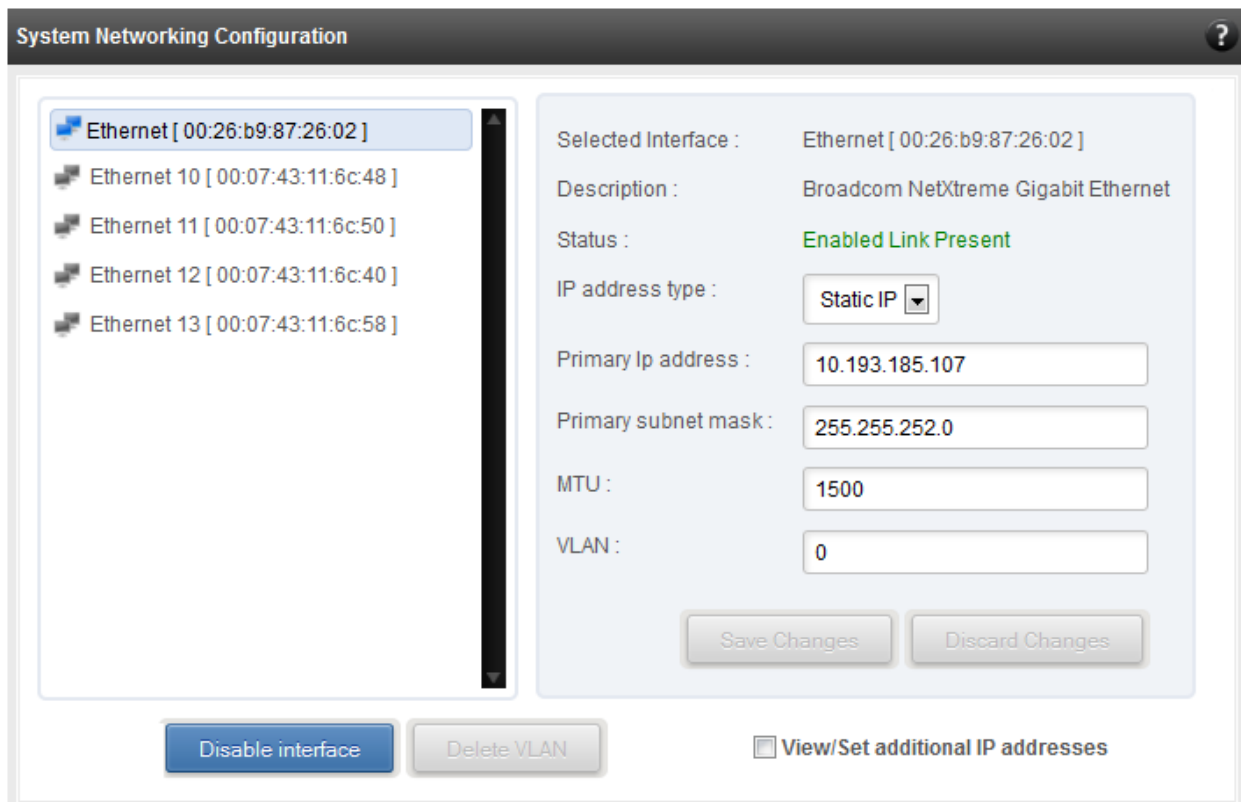 System Networking Configuration
?
Ethernet [ 00:26:b9:87:26:02 ]
Ethernet 10 [ 00:07:43:11:6c:48 ]
Ethernet 11 [ 00:07:43:11:6c:50 ]
Ethernet 12 [ 00:07:43:11:6c:40 ]
Ethernet 13 [ 00:07:43:11:6c:58 ]
Selected Interface : Ethernet [ 00:26:b9:87:26:02 ]
Description : Broadcom NetXtreme Gigabit Ethernet
Status : Enabled Link Present
IP address type : Static IP
Primary Ip address : 10.193.185.107
Primary subnet mask : 255.255.252.0
MTU : 1500
VLAN : 0
Save Changes Discard Changes
Disable interface Delete VLAN View/Set additional IP addresses